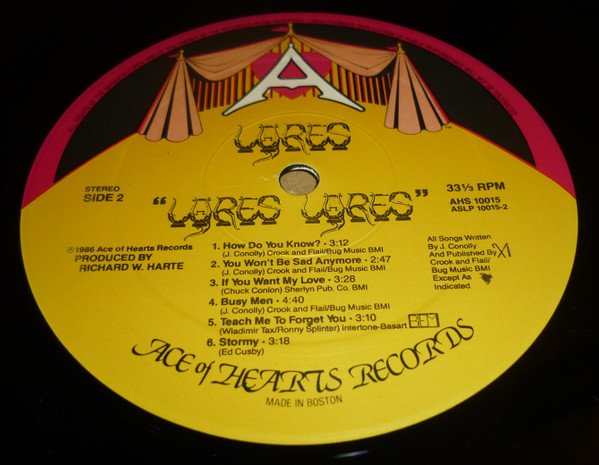 A
LYRES
STEREO
SIDE 2
"LYRES LYRES"
33⅓ RPM
AHS 10015
ASLP 10015-2
℗1986 Ace of Hearts Records
PRODUCED BY
RICHARD W. HARTE
1. How Do You Know? • 3:12
(J. Conolly) Crook and Flail/Bug Music BMI
2. You Won't Be Sad Anymore • 2:47
(J. Conolly) Crook and Flail/Bug Music BMI
3. If You Want My Love • 3:28
(Chuck Conlon) Sherlyn Pub. Co. BMI
4. Busy Men • 4:40
(J. Conolly) Crook and Flail/Bug Music BMI
5. Teach Me To Forget You • 3:10
(Wladimir Tax/Ronny Splinter) Intertone-Basart
BEM
6. Stormy • 3:18
(Ed Cusby)
All Songs Written
By J. Conolly
And Published By
Crook and Flail/
Bug Music BMI
Except As
Indicated
XI
ACE of HEARTS RECORDS
MADE IN BOSTON